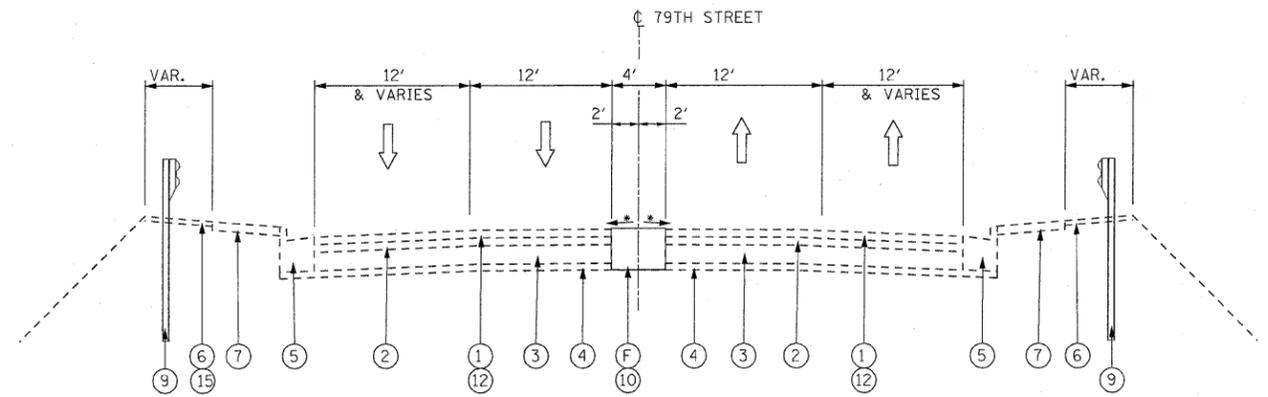 ℄ 79TH STREET
VAR. 12' 12' 4' 12' 12' VAR.
& VARIES & VARIES
2' 2'
* *
5 2 1 3 4 F 4 3 2 1 5
6 7 7 6
12 10 12
9 15 9